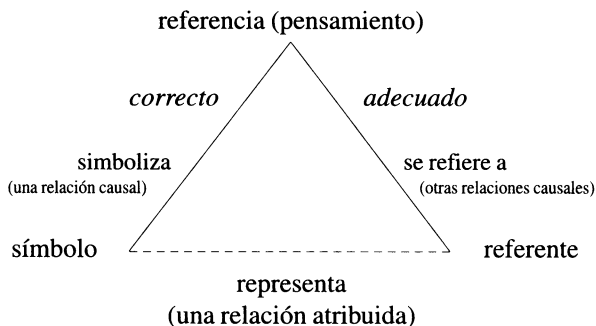 referencia (pensamiento)
correcto
adecuado
simboliza
(una relación causal)
se refiere a
(otras relaciones causales)
símbolo
referente
representa
(una relación atribuida)